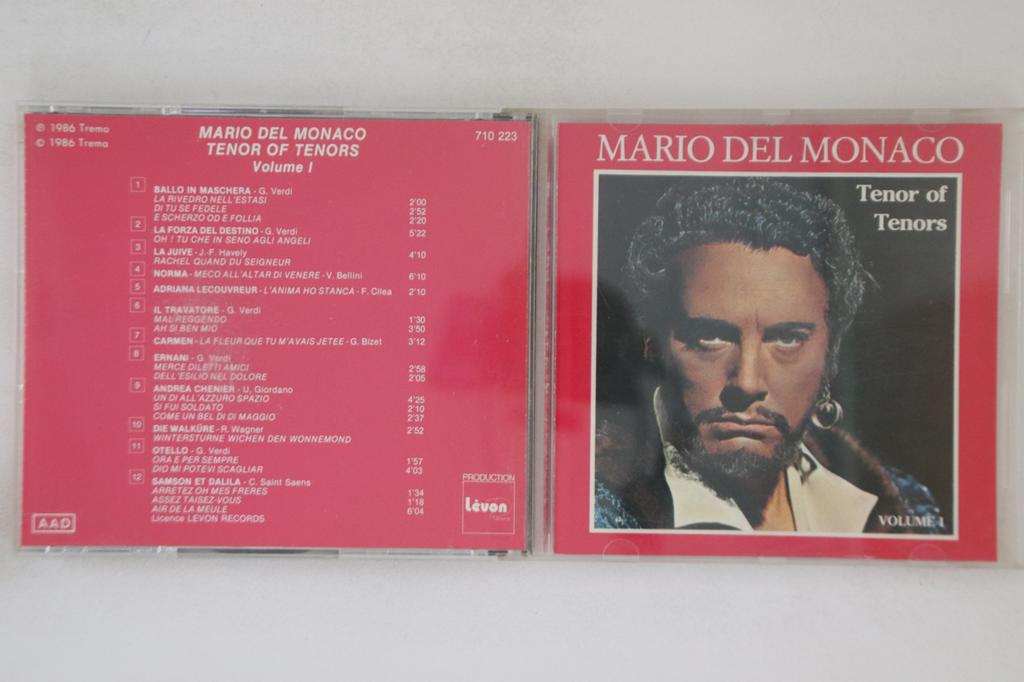 ℗ 1986 Trema
© 1986 Trema
MARIO DEL MONACO
TENOR OF TENORS
Volume I
710 223
1 BALLO IN MASCHERA - G. Verdi
LA RIVEDRO NELL'ESTASI 2'00
DI TU SE FEDELE 2'52
E SCHERZO OD E FOLLIA 2'20
2 LA FORZA DEL DESTINO - G. Verdi 5'22
OH ! TU CHE IN SENO AGLI ANGELI
3 LA JUIVE - J.-F. Havely 4'10
RACHEL QUAND DU SEIGNEUR
4 NORMA - MECO ALL'ALTAR DI VENERE - V. Bellini 6'10
5 ADRIANA LECOUVREUR - L'ANIMA HO STANCA - F. Cilea 2'10
6 IL TRAVATORE - G. Verdi
MAL REGGENDO 1'30
AH SI BEN MIO 3'50
7 CARMEN - LA FLEUR QUE TU M'AVAIS JETEE - G. Bizet 3'12
8 ERNANI - G. Verdi
MERCE DILETTI AMICI 2'58
DELL'ESILIO NEL DOLORE 2'05
9 ANDREA CHENIER - U. Giordano
UN DI ALL'AZZURO SPAZIO 4'25
SI FUI SOLDATO 2'10
COME UN BEL DI DI MAGGIO 2'37
10 DIE WALKÜRE - R. Wagner 2'52
WINTERSTURNE WICHEN DEN WONNEMOND
11 OTELLO - G. Verdi
ORA E PER SEMPRE 1'57
DIO MI POTEVI SCAGLIAR 4'03
12 SAMSON ET DALILA - C. Saint Saens
ARRETEZ OH MES FRERES 1'34
ASSEZ TAISEZ-VOUS 1'18
AIR DE LA MEULE 6'04
Licence LEVON RECORDS
AAD
PRODUCTION
Lèvon
MARIO DEL MONACO
Tenor of
Tenors
VOLUME I